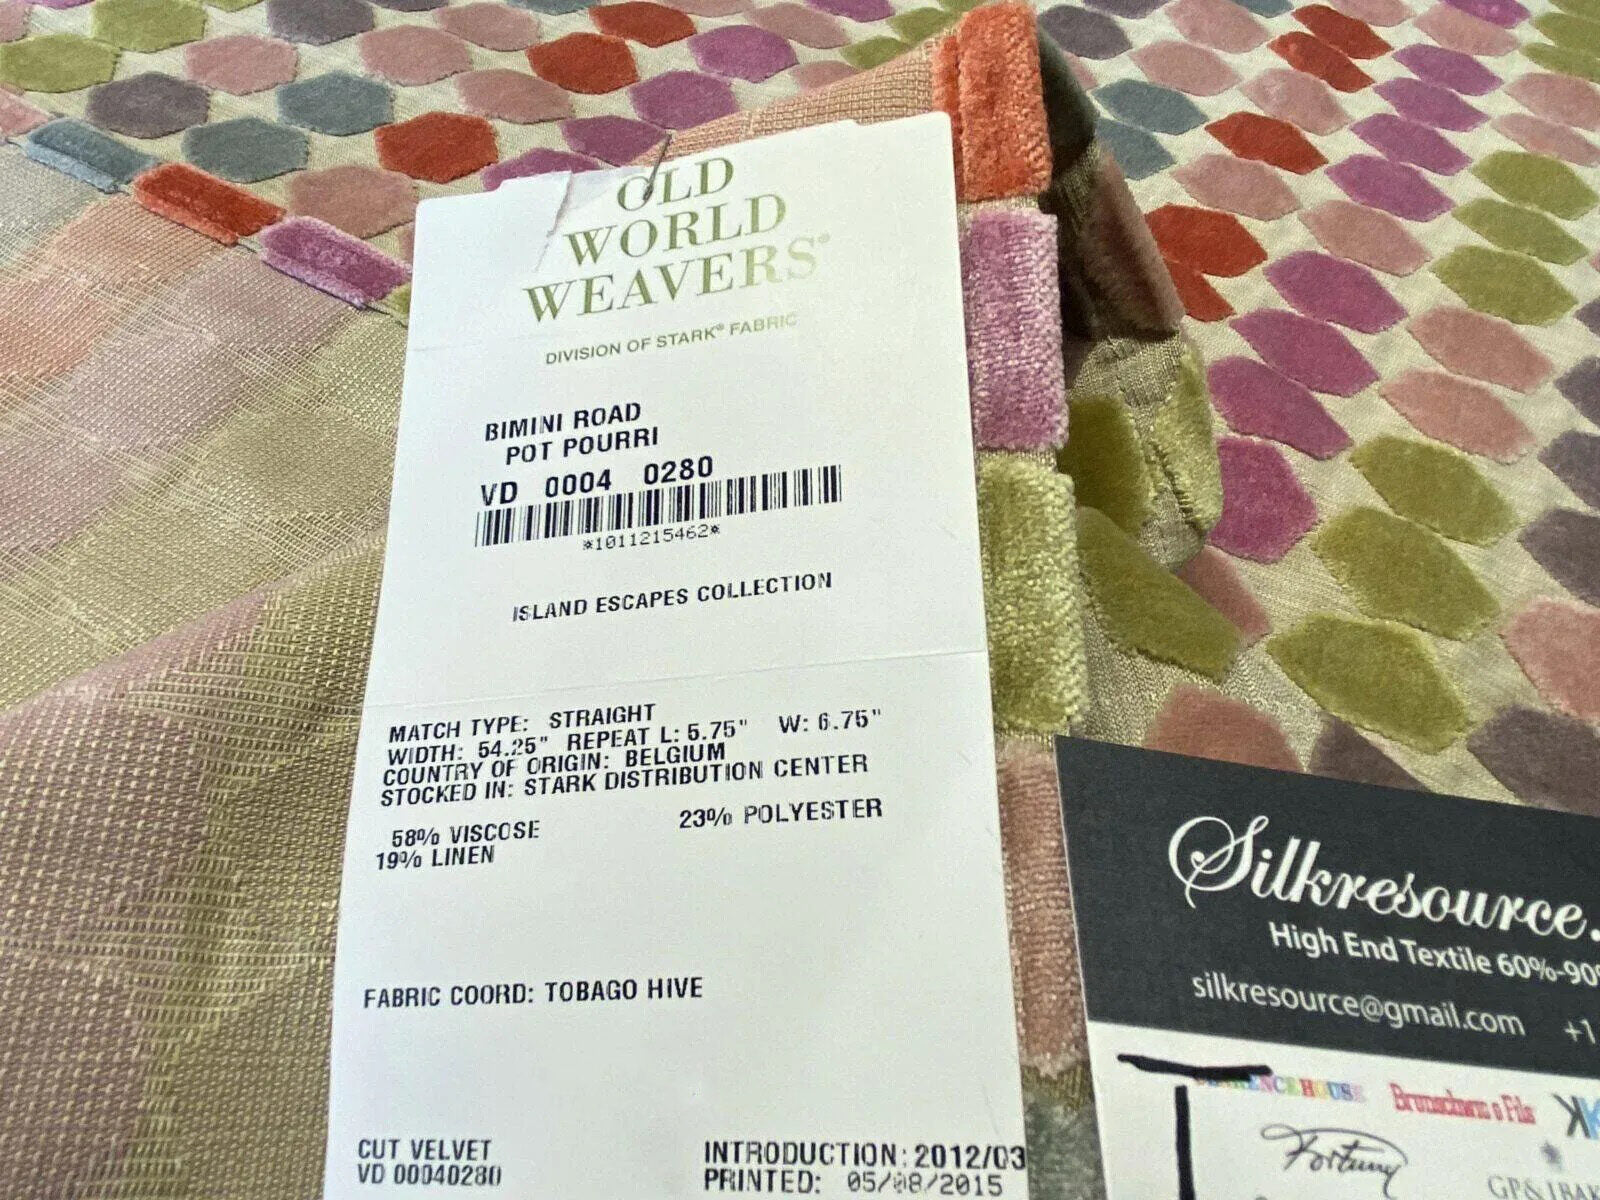 OLD
WORLD
WEAVERS®
DIVISION OF STARK® FABRIC
BIMINI ROAD
POT POURRI
VD 0004 0280
*1011215462*
ISLAND ESCAPES COLLECTION
MATCH TYPE: STRAIGHT
WIDTH: 54.25" REPEAT L: 5.75" W: 6.75"
COUNTRY OF ORIGIN: BELGIUM
STOCKED IN: STARK DISTRIBUTION CENTER
58% VISCOSE 23% POLYESTER
19% LINEN
FABRIC COORD: TOBAGO HIVE
CUT VELVET INTRODUCTION: 2012/03
VD 00040280 PRINTED: 05/08/2015
Silkresource.
High End Textile 60%-90
silkresource@gmail.com +1
HOUSE Brunschwig & Fils
Fortuny